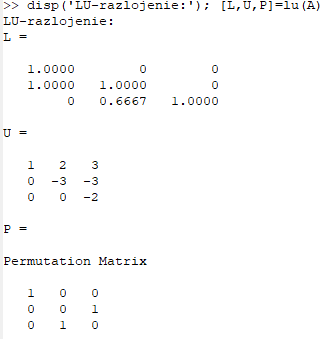 >> disp('LU-razlojenie:'); [L,U,P]=lu(A)
LU-razlojenie:
L =
1.0000 0 0
1.0000 1.0000 0
0 0.6667 1.0000
U =
1 2 3
0 -3 -3
0 0 -2
P =
Permutation Matrix
1 0 0
0 0 1
0 1 0